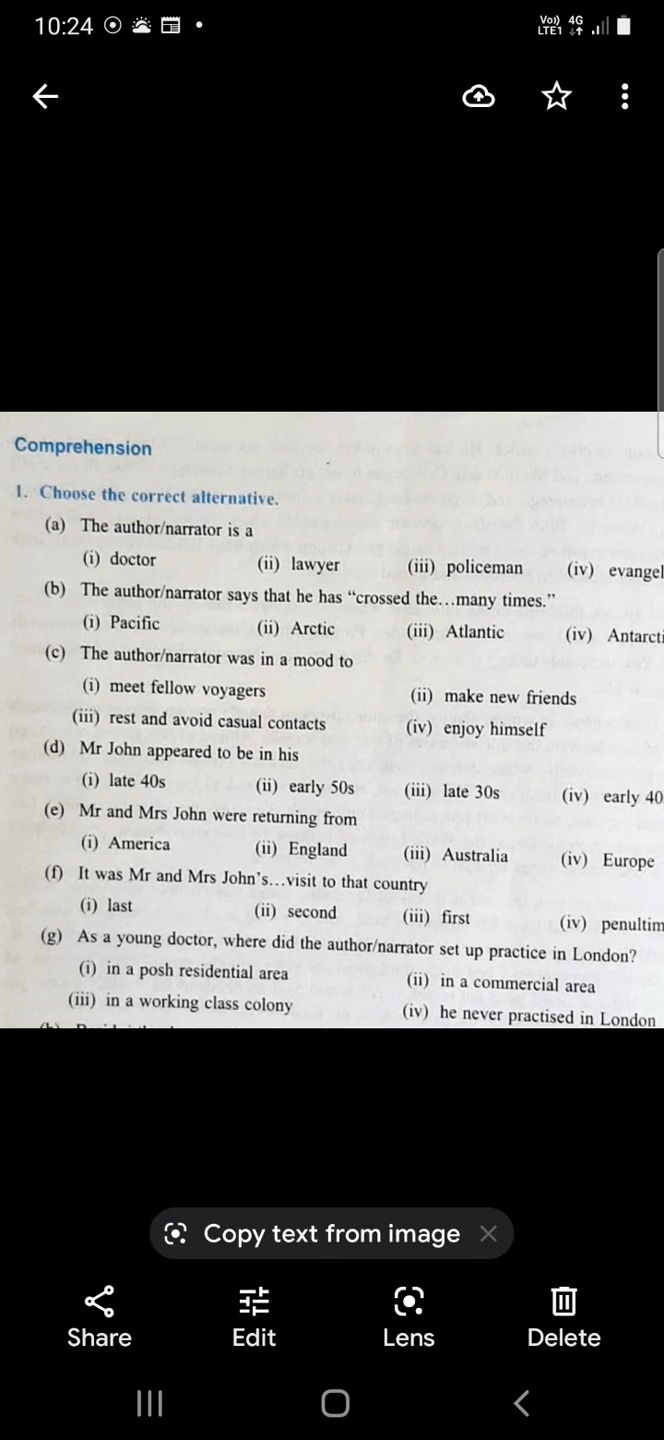 10:24
Vo)) 4G
LTE1
Comprehension
1. Choose the correct alternative.
(a) The author/narrator is a
(i) doctor (ii) lawyer (iii) policeman (iv) evangel
(b) The author/narrator says that he has “crossed the...many times.”
(i) Pacific (ii) Arctic (iii) Atlantic (iv) Antarcti
(c) The author/narrator was in a mood to
(i) meet fellow voyagers (ii) make new friends
(iii) rest and avoid casual contacts (iv) enjoy himself
(d) Mr John appeared to be in his
(i) late 40s (ii) early 50s (iii) late 30s (iv) early 40
(e) Mr and Mrs John were returning from
(i) America (ii) England (iii) Australia (iv) Europe
(f) It was Mr and Mrs John’s...visit to that country
(i) last (ii) second (iii) first (iv) penultim
(g) As a young doctor, where did the author/narrator set up practice in London?
(i) in a posh residential area (ii) in a commercial area
(iii) in a working class colony (iv) he never practised in London
Copy text from image
Share Edit Lens Delete